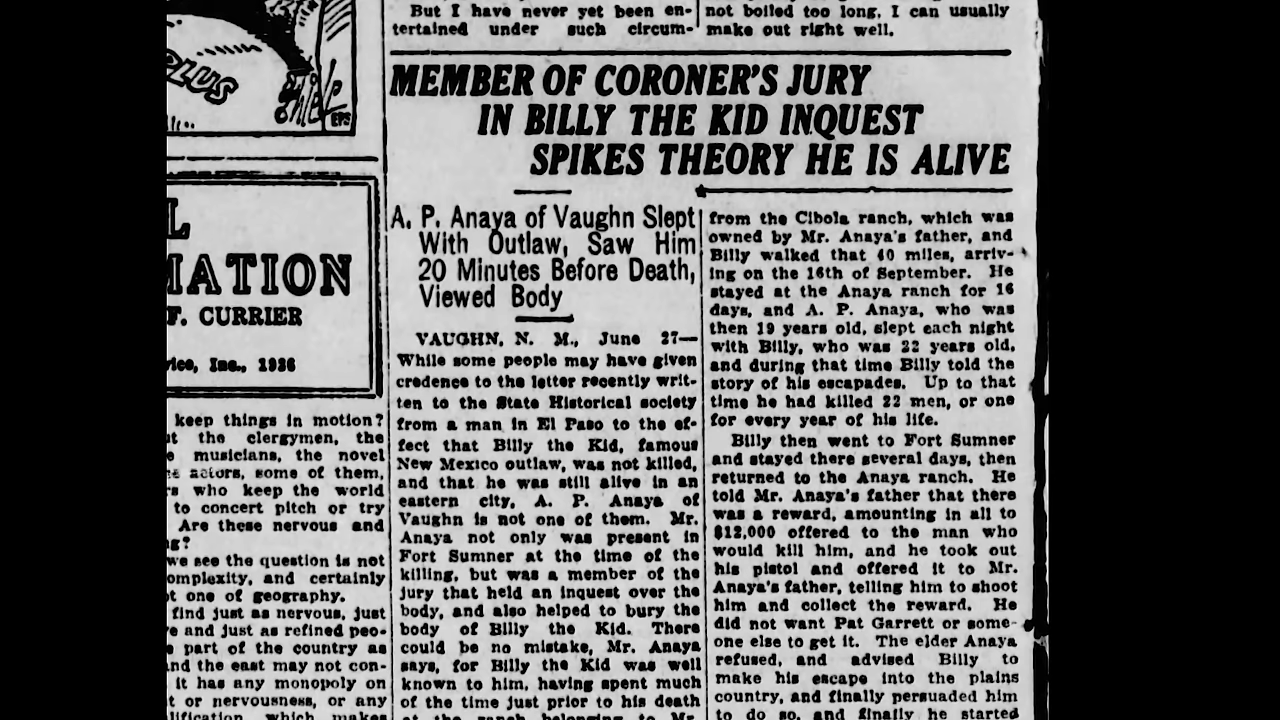 But I have never yet been en-
tertained under such circum-
not boiled too long, I can usually
make out right well.
PLUS
EPS
MATION
F. CURRIER
Inc., 1926
keep things in motion?
the clergymen, the
musicians, the novel
actors, some of them,
who keep the world
to concert pitch or try
Are these nervous and
we see the question is not
omplexity, and certainly
one of geography.
find just as nervous, just
and just as refined peo-
part of the country as
and the east may not con-
it has any monopoly on
or nervousness, or any
which makes
MEMBER OF CORONER'S JURY
IN BILLY THE KID INQUEST
SPIKES THEORY HE IS ALIVE
A. P. Anaya of Vaughn Slept
With Outlaw, Saw Him
20 Minutes Before Death,
Viewed Body
VAUGHN, N. M., June 27—
While some people may have given
credence to the letter recently writ-
ten to the State Historical society
from a man in El Paso to the ef-
fect that Billy the Kid, famous
New Mexico outlaw, was not killed,
and that he was still alive in an
eastern city, A. P. Anaya of
Vaughn is not one of them. Mr.
Anaya not only was present in
Fort Sumner at the time of the
killing, but was a member of the
jury that held an inquest over the
body, and also helped to bury the
body of Billy the Kid. There
could be no mistake, Mr. Anaya
says, for Billy the Kid was well
known to him, having spent much
of the time just prior to his death
at the ranch belonging to Mr.
from the Cibola ranch, which was
owned by Mr. Anaya's father, and
Billy walked that 40 miles, arriv-
ing on the 16th of September. He
stayed at the Anaya ranch for 16
days, and A. P. Anaya, who was
then 19 years old, slept each night
with Billy, who was 22 years old,
and during that time Billy told the
story of his escapades. Up to that
time he had killed 22 men, or one
for every year of his life.
Billy then went to Fort Sumner
and stayed there several days, then
returned to the Anaya ranch. He
told Mr. Anaya's father that there
was a reward, amounting in all to
$12,000 offered to the man who
would kill him, and he took out
his pistol and offered it to Mr.
Anaya's father, telling him to shoot
him and collect the reward. He
did not want Pat Garrett or some-
one else to get it. The elder Anaya
refused, and advised Billy to
make his escape into the plains
country, and finally persuaded him
to do so, and finally he started